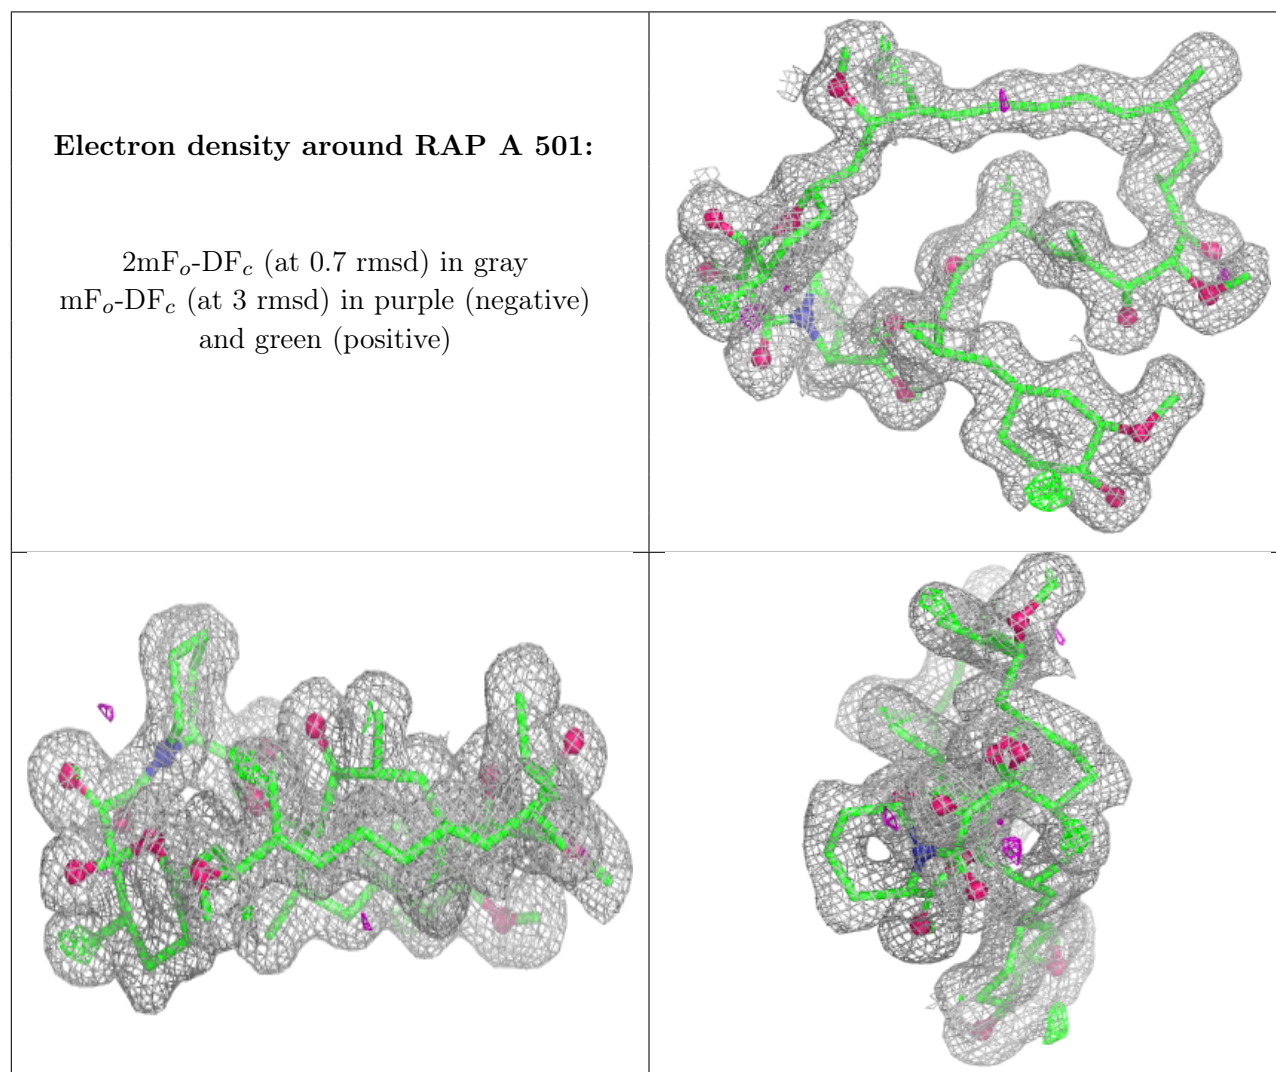 Electron density around RAP A 501:
2mFo-DFc (at 0.7 rmsd) in gray
mFo-DFc (at 3 rmsd) in purple (negative)
and green (positive)